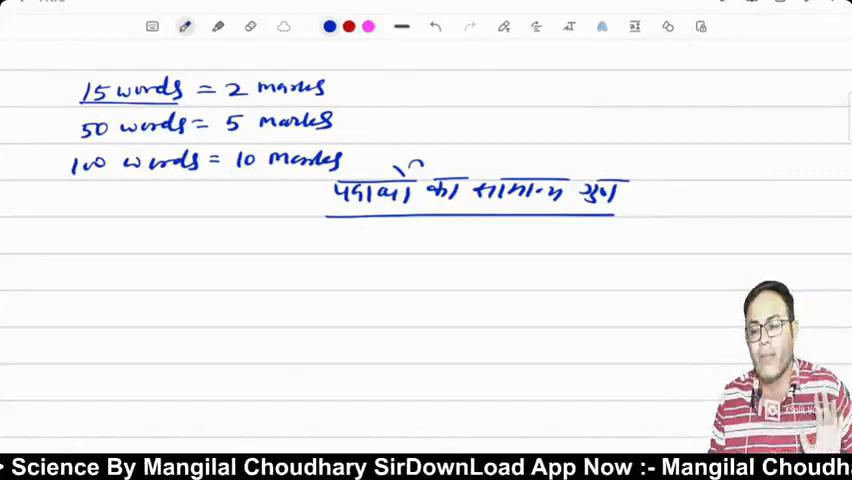 15 words = 2 marks
50 words = 5 marks
100 words = 10 marks
पदार्थो का सामान्य गुण
Science By Mangilal Choudhary SirDownLoad App Now :- Mangilal Choudha